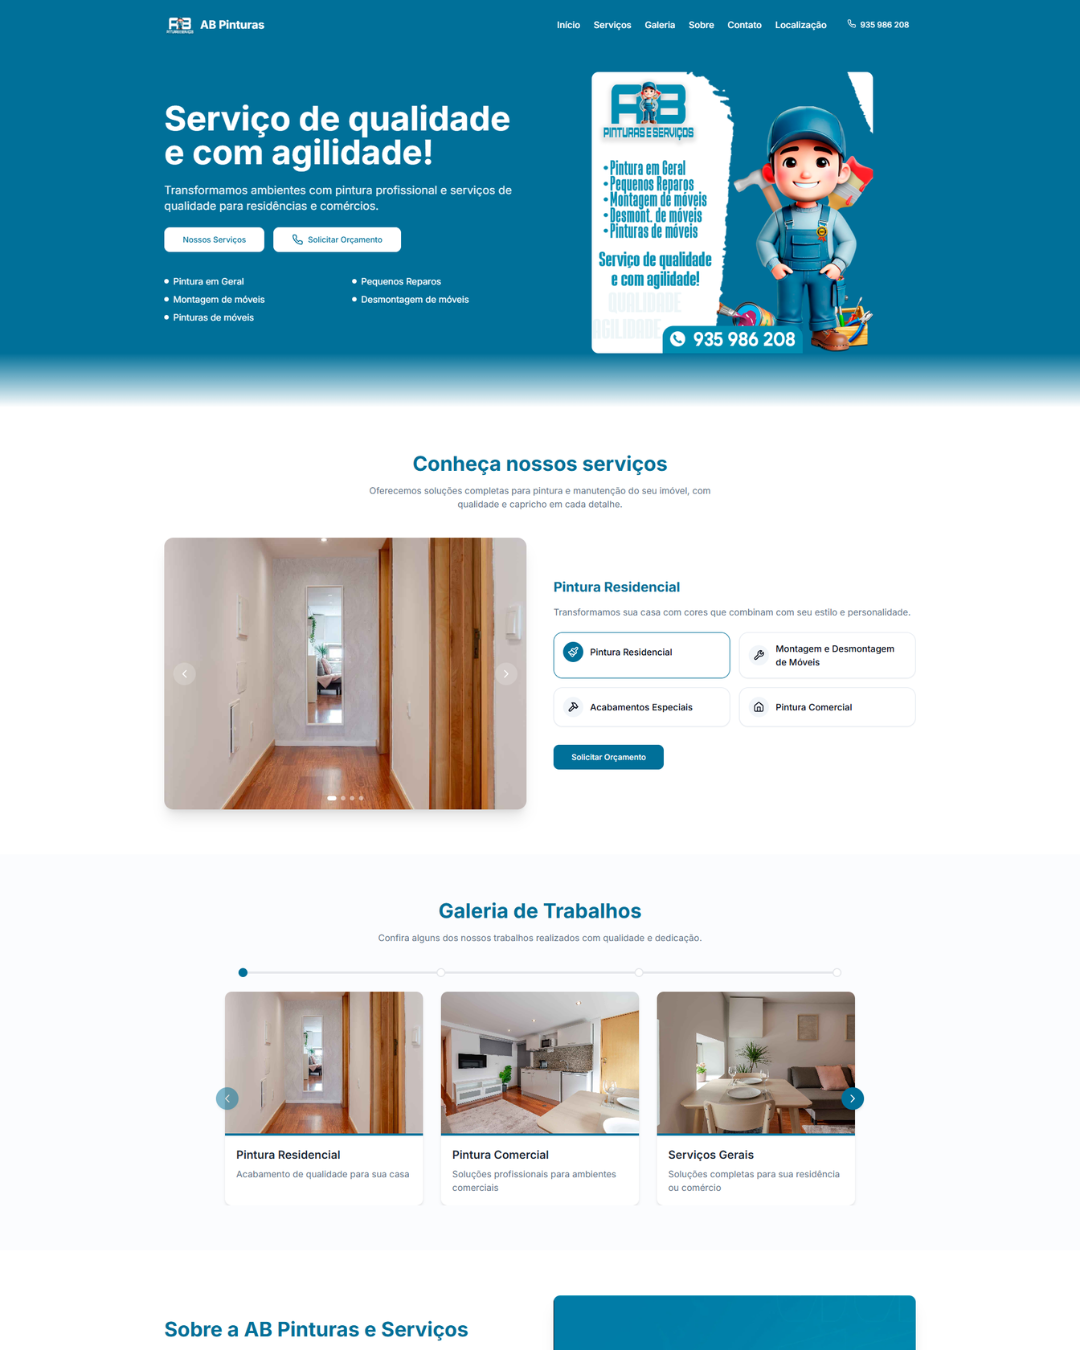 AB
PINTURAS E SERVIÇOS
AB Pinturas
Início
Serviços
Galeria
Sobre
Contato
Localização
935 986 208
Serviço de qualidade
e com agilidade!
Transformamos ambientes com pintura profissional e serviços de
qualidade para residências e comércios.
Nossos Serviços
Solicitar Orçamento
Pintura em Geral
Pequenos Reparos
Montagem de móveis
Desmontagem de móveis
Pinturas de móveis
AB
PINTURAS E SERVIÇOS
•Pintura em Geral
•Pequenos Reparos
•Montagem de móveis
•Desmont. de móveis
•Pinturas de móveis
Serviço de qualidade
e com agilidade!
QUALIDADE
AGILIDADE
935 986 208
Conheça nossos serviços
Oferecemos soluções completas para pintura e manutenção do seu imóvel, com
qualidade e capricho em cada detalhe.
Pintura Residencial
Transformamos sua casa com cores que combinam com seu estilo e personalidade.
Pintura Residencial
Montagem e Desmontagem
de Móveis
Acabamentos Especiais
Pintura Comercial
Solicitar Orçamento
Galeria de Trabalhos
Confira alguns dos nossos trabalhos realizados com qualidade e dedicação.
Pintura Residencial
Acabamento de qualidade para sua casa
Pintura Comercial
Soluções profissionais para ambientes
comerciais
Serviços Gerais
Soluções completas para sua residência
ou comércio
Sobre a AB Pinturas e Serviços